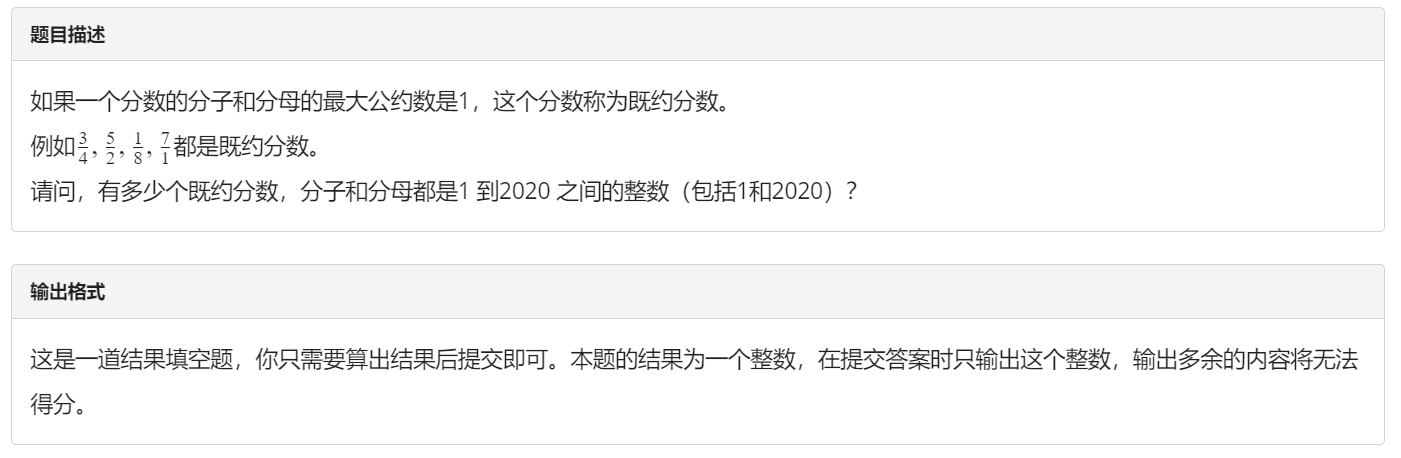 题目描述
如果一个分数的分子和分母的最大公约数是1，这个分数称为既约分数。
例如3/4, 5/2, 1/8, 7/1都是既约分数。
请问，有多少个既约分数，分子和分母都是1 到2020 之间的整数（包括1和2020）？
输出格式
这是一道结果填空题，你只需要算出结果后提交即可。本题的结果为一个整数，在提交答案时只输出这个整数，输出多余的内容将无法
得分。